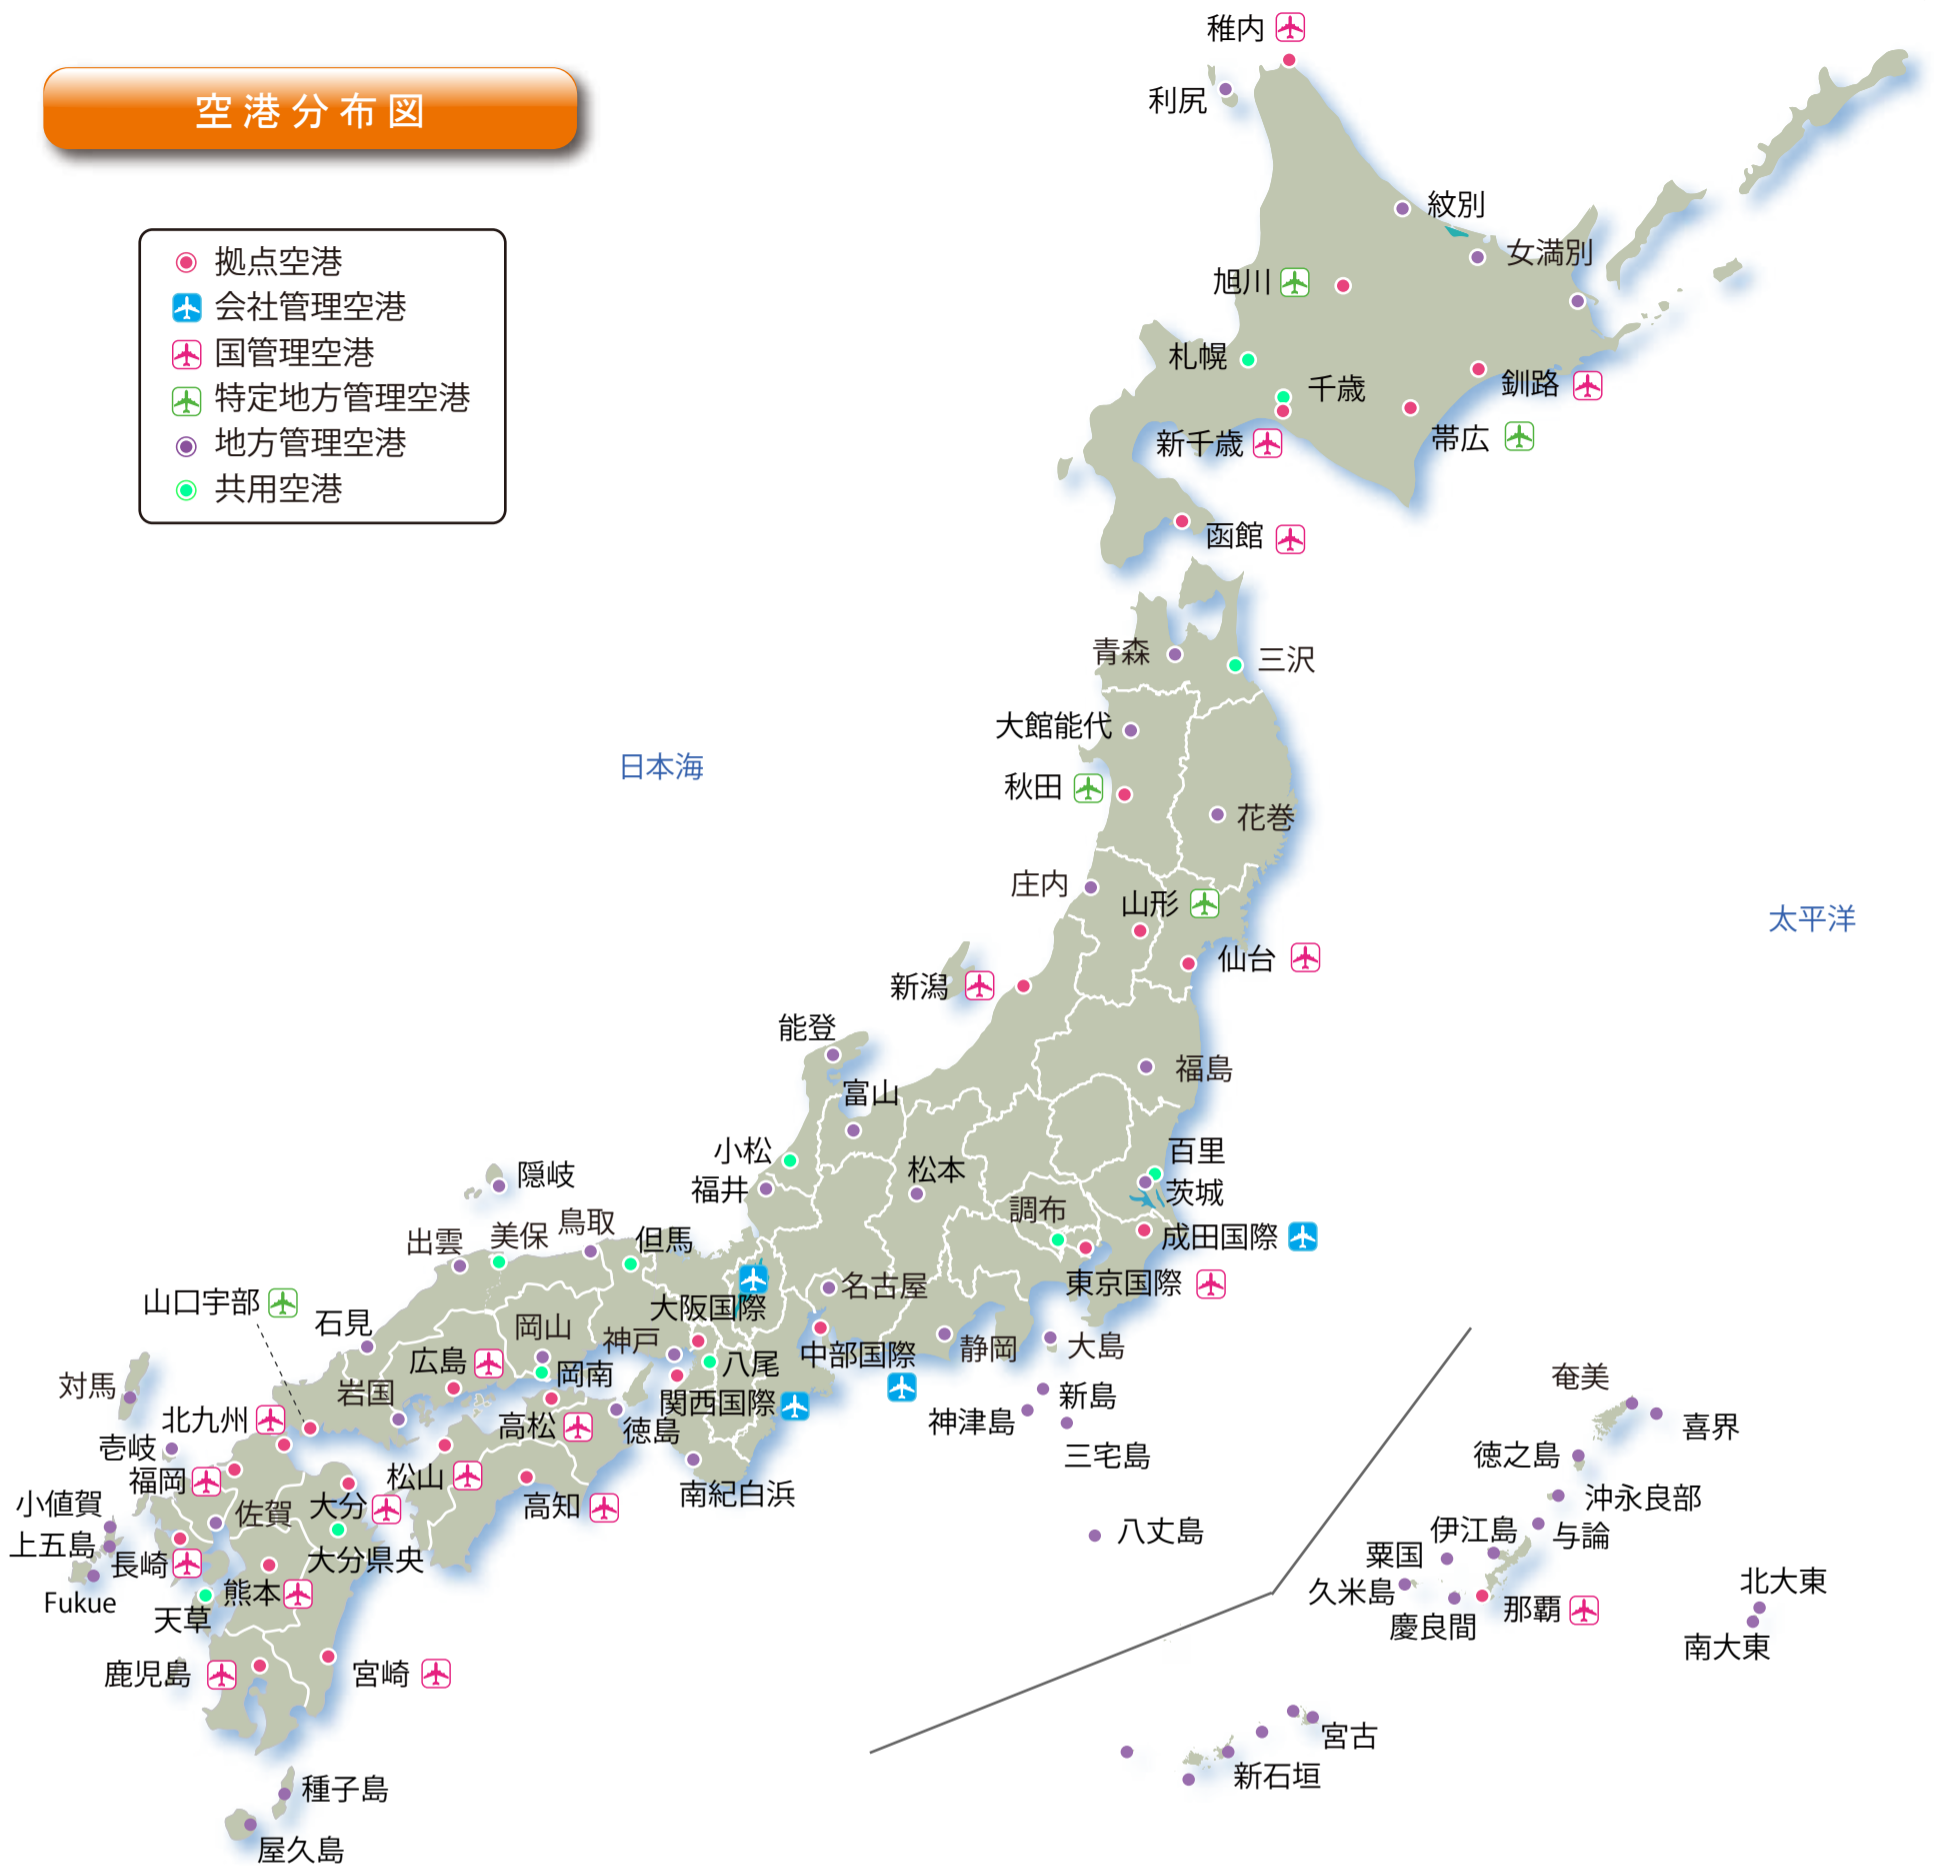 空港分布図
拠点空港
会社管理空港
国管理空港
特定地方管理空港
地方管理空港
共用空港
稚内
利尻
紋別
女満別
旭川
札幌
千歳
釧路
新千歳
帯広
函館
青森
三沢
大館能代
日本海
秋田
花巻
庄内
山形
太平洋
仙台
新潟
能登
福島
富山
小松
百里
松本
隠岐
福井
茨城
調布
鳥取
美保
出雲
但馬
成田国際
東京国際
名古屋
山口宇部
大阪国際
石見
岡山
神戸
静岡
大島
中部国際
広島
八尾
岡南
対馬
岩国
新島
関西国際
奄美
北九州
神津島
喜界
高松
徳島
壱岐
三宅島
徳之島
福岡
松山
南紀白浜
沖永良部
小値賀
大分
高知
佐賀
八丈島
伊江島
与論
上五島
粟国
長崎
大分県央
北大東
久米島
Fukue
熊本
那覇
天草
慶良間
南大東
鹿児島
宮崎
宮古
新石垣
種子島
屋久島